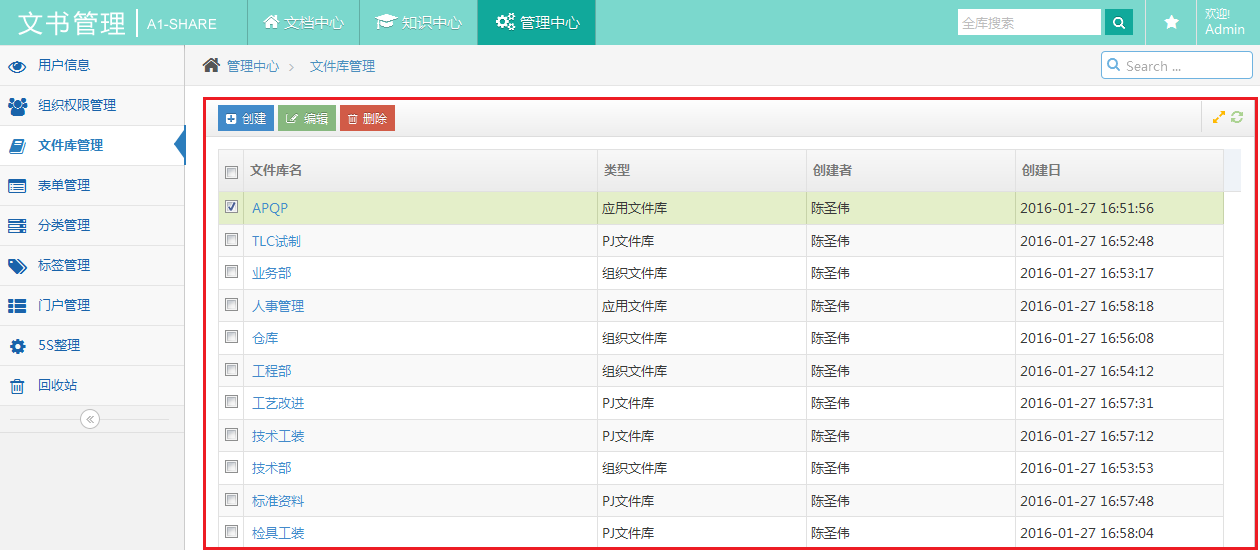 文书管理 A1-SHARE 文档中心 知识中心 管理中心 全库搜索 欢迎! Admin
用户信息
组织权限管理
文件库管理
表单管理
分类管理
标签管理
门户管理
5S整理
回收站
管理中心 文件库管理 Search ...
创建 编辑 删除
文件库名 类型 创建者 创建日
APQP 应用文件库 陈圣伟 2016-01-27 16:51:56
TLC试制 PJ文件库 陈圣伟 2016-01-27 16:52:48
业务部 组织文件库 陈圣伟 2016-01-27 16:53:17
人事管理 应用文件库 陈圣伟 2016-01-27 16:58:18
仓库 组织文件库 陈圣伟 2016-01-27 16:56:08
工程部 组织文件库 陈圣伟 2016-01-27 16:54:12
工艺改进 PJ文件库 陈圣伟 2016-01-27 16:57:31
技术工装 PJ文件库 陈圣伟 2016-01-27 16:57:12
技术部 组织文件库 陈圣伟 2016-01-27 16:53:53
标准资料 PJ文件库 陈圣伟 2016-01-27 16:57:48
检具工装 PJ文件库 陈圣伟 2016-01-27 16:58:04